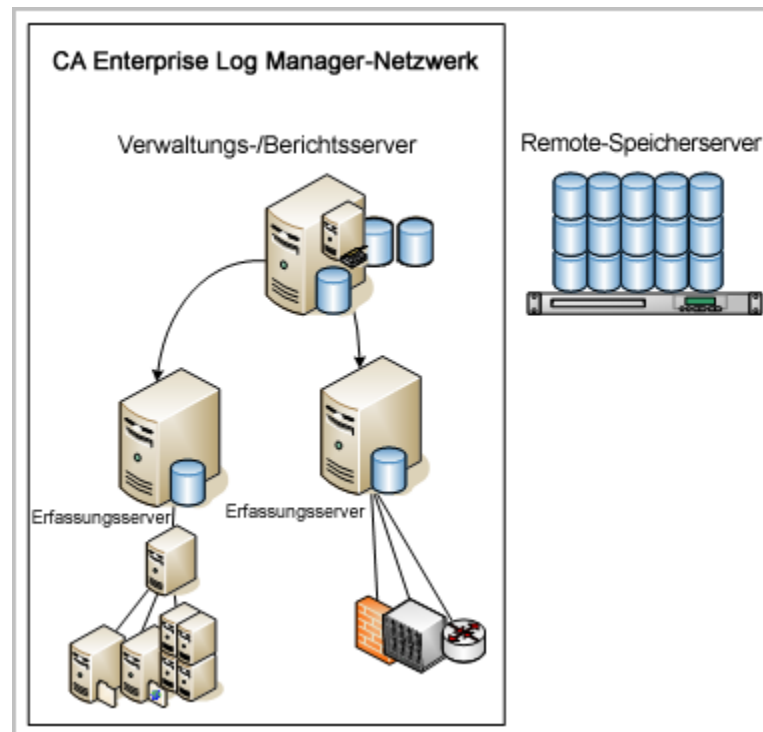 CA Enterprise Log Manager-Netzwerk
Verwaltungs-/Berichtsserver
Remote-Speicherserver
Erfassungsserver
Erfassungsserver